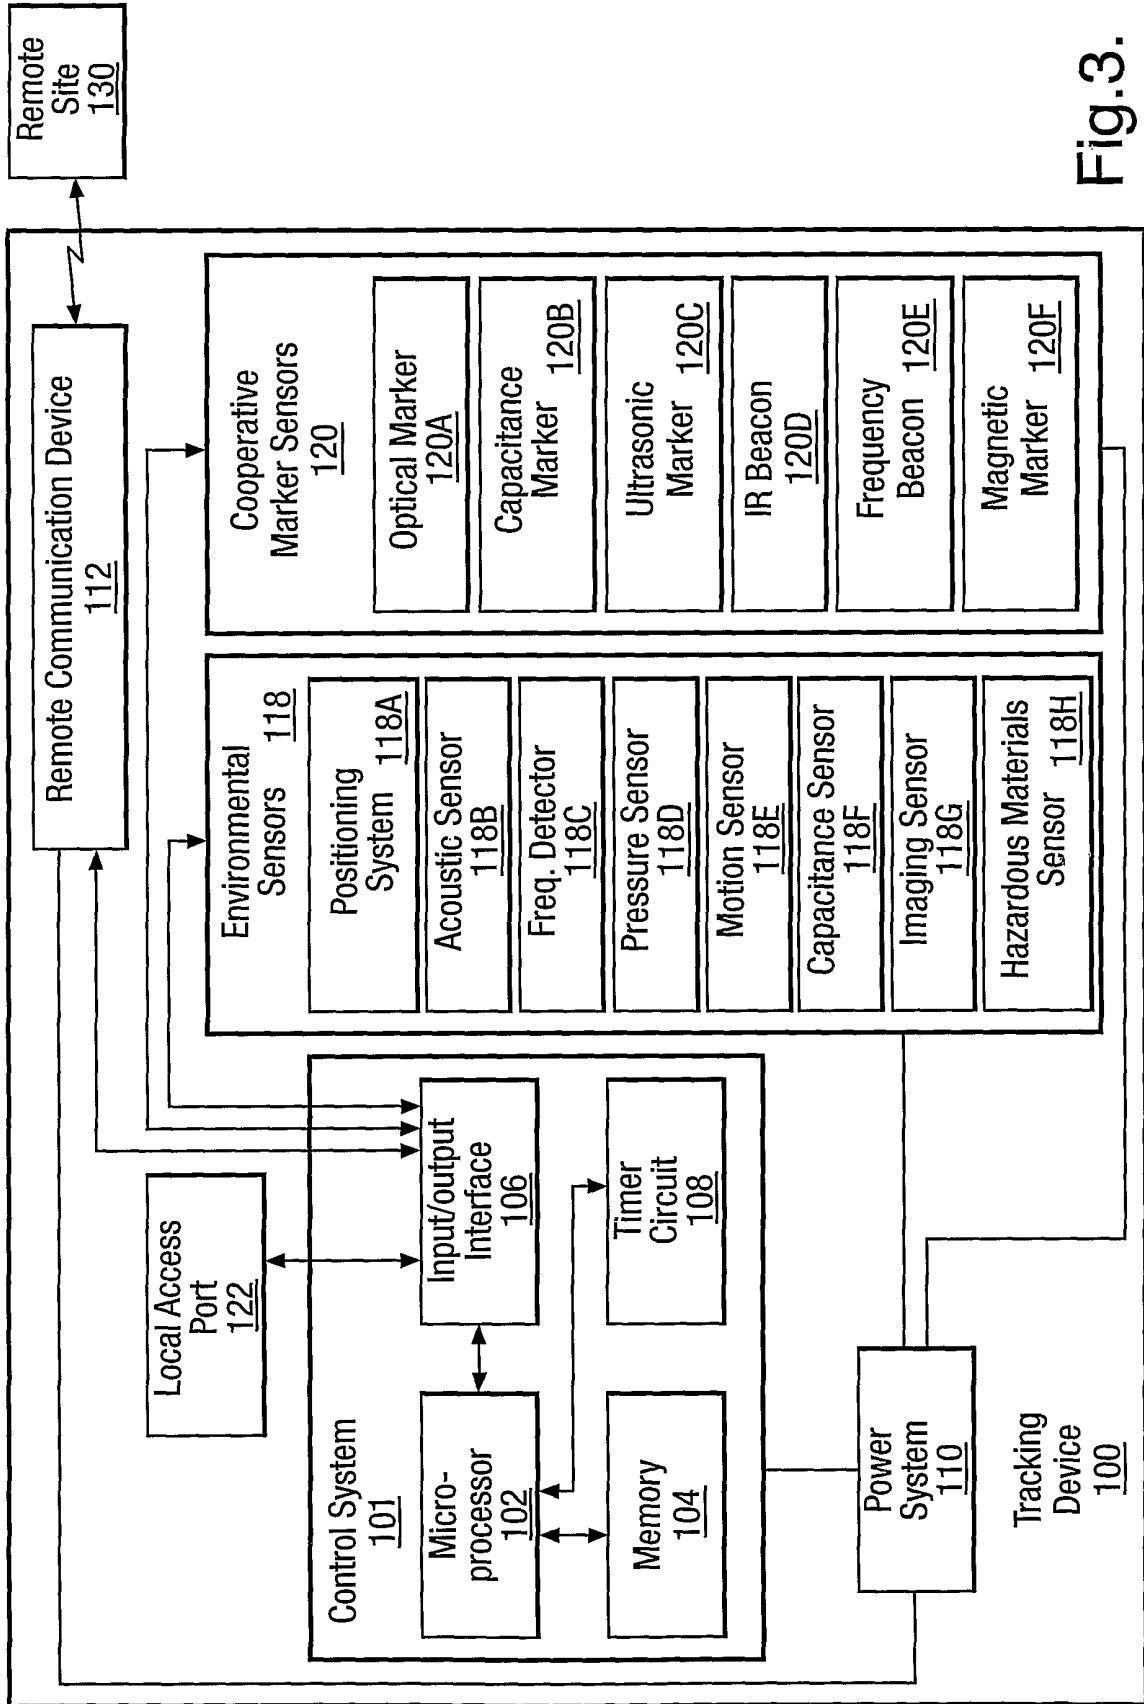 Remote
Site
130
Remote Communication Device
112
Local Access
Port
122
Control System
101
Micro-
processor
102
Input/output
Interface
106
Memory
104
Timer
Circuit
108
Environmental
Sensors 118
Positioning
System 118A
Acoustic Sensor
118B
Freq. Detector
118C
Pressure Sensor
118D
Motion Sensor
118E
Capacitance Sensor
118F
Imaging Sensor
118G
Hazardous Materials
Sensor 118H
Cooperative
Marker Sensors
120
Optical Marker
120A
Capacitance
Marker 120B
Ultrasonic
Marker 120C
IR Beacon
120D
Frequency
Beacon 120E
Magnetic
Marker 120F
Power
System
110
Tracking
Device
100
Fig.3.